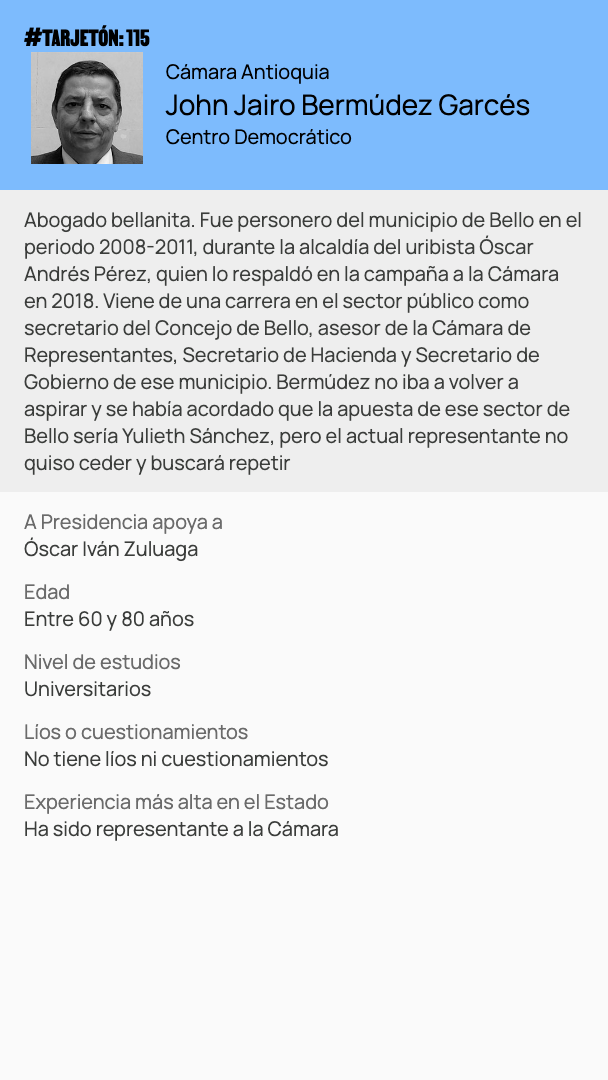 #TARJETÓN: 115
Cámara Antioquia
John Jairo Bermúdez Garcés
Centro Democrático
Abogado bellanita. Fue personero del municipio de Bello en el
periodo 2008-2011, durante la alcaldía del uribista Óscar
Andrés Pérez, quien lo respaldó en la campaña a la Cámara
en 2018. Viene de una carrera en el sector público como
secretario del Concejo de Bello, asesor de la Cámara de
Representantes, Secretario de Hacienda y Secretario de
Gobierno de ese municipio. Bermúdez no iba a volver a
aspirar y se había acordado que la apuesta de ese sector de
Bello sería Yulieth Sánchez, pero el actual representante no
quiso ceder y buscará repetir
A Presidencia apoya a
Óscar Iván Zuluaga
Edad
Entre 60 y 80 años
Nivel de estudios
Universitarios
Líos o cuestionamientos
No tiene líos ni cuestionamientos
Experiencia más alta en el Estado
Ha sido representante a la Cámara